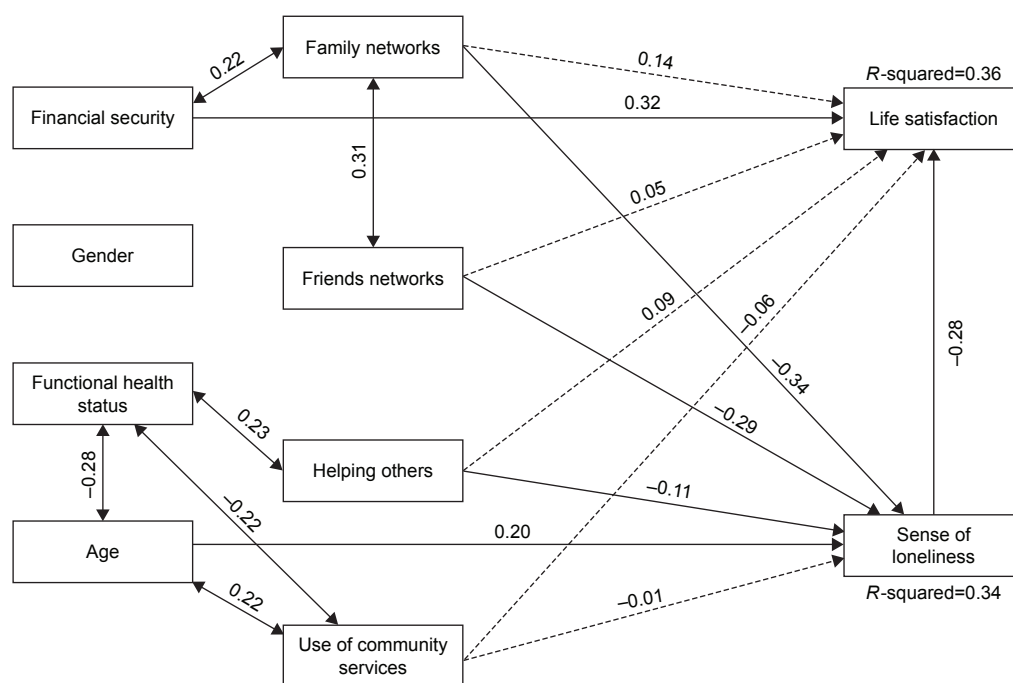 Family networks
0.22
0.14
R-squared=0.36
Financial security
0.32
Life satisfaction
0.31
0.05
Gender
Friends networks
0.09
–0.06
–0.28
–0.34
Functional health
status
0.23
–0.29
Helping others
–0.28
–0.22
–0.11
Age
0.20
Sense of
loneliness
0.22
–0.01
R-squared=0.34
Use of community
services